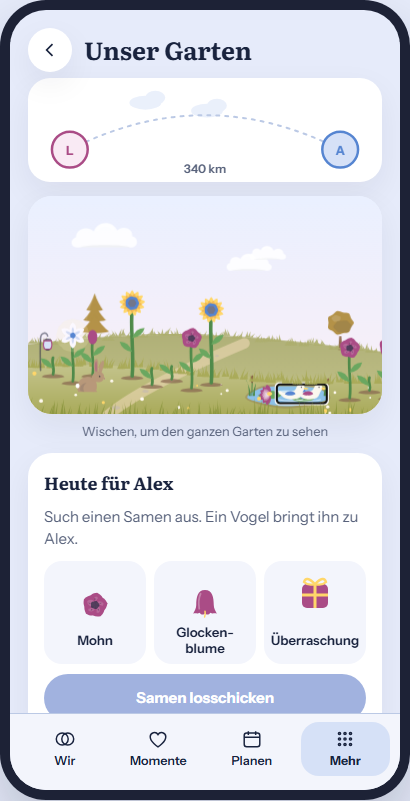 Unser Garten
L
A
340 km
Wischen, um den ganzen Garten zu sehen
Heute für Alex
Such einen Samen aus. Ein Vogel bringt ihn zu
Alex.
Mohn
Glocken-
blume
Überraschung
Samen losschicken
Wir
Momente
Planen
Mehr